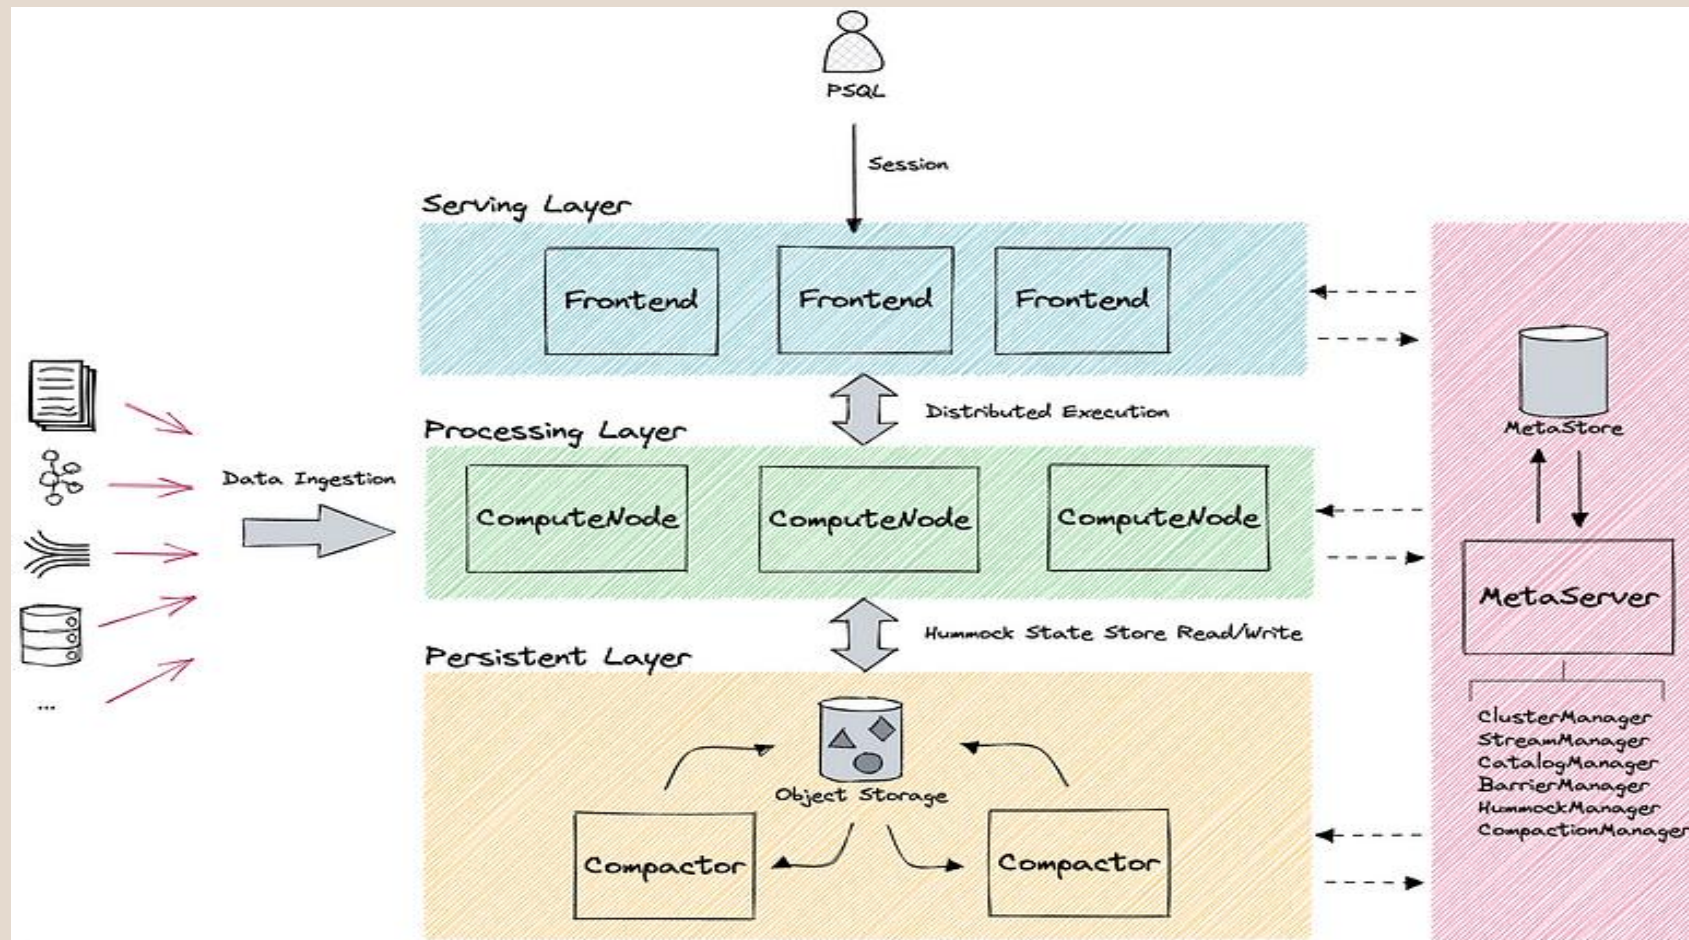 PSQL
Session
Serving Layer
Frontend
Frontend
Frontend
Distributed Execution
MetaStore
Processing Layer
Data Ingestion
ComputeNode
ComputeNode
ComputeNode
MetaServer
Hummock State Store Read/Write
Persistent Layer
...
ClusterManager
StreamManager
CatalogManager
BarrierManager
HummockManager
CompactionManager
Object Storage
Compactor
Compactor